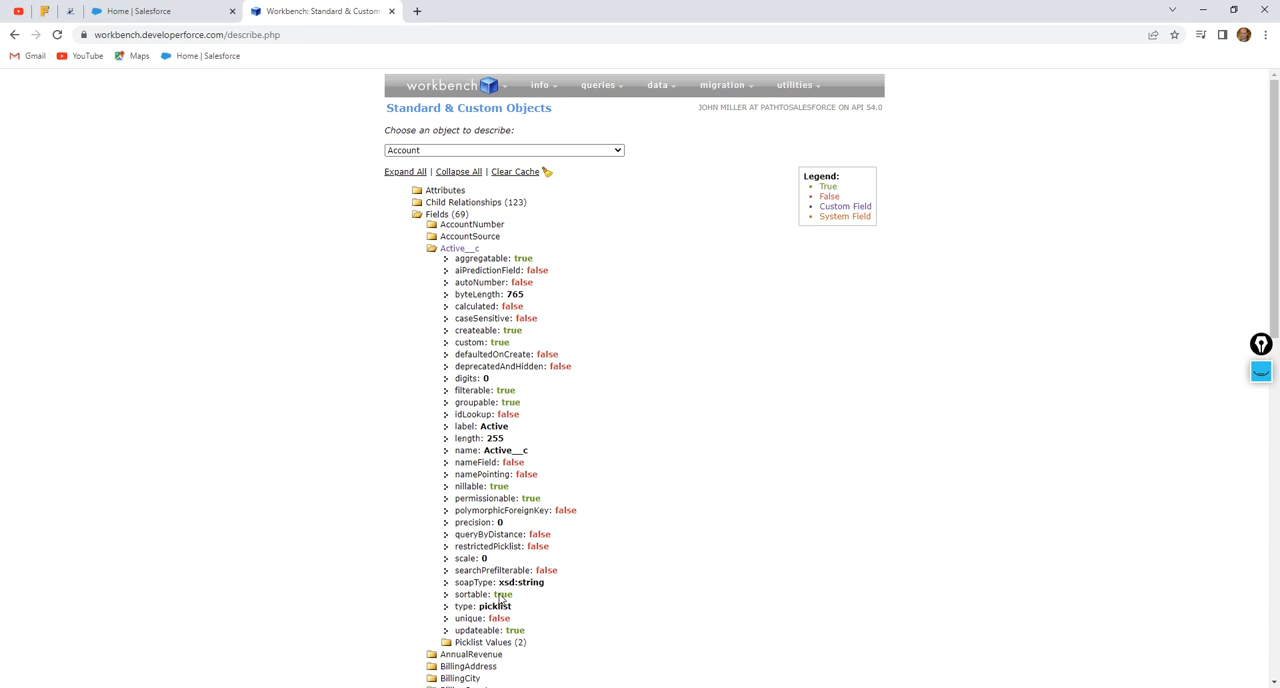 Home | Salesforce
Workbench: Standard & Custom
workbench.developerforce.com/describe.php
Gmail YouTube Maps Home | Salesforce
workbench info queries data migration utilities
Standard & Custom Objects
JOHN MILLER AT PATHTOSALESFORCE ON API 54.0
Choose an object to describe:
Account
Expand All | Collapse All | Clear Cache
Legend:
True
False
Custom Field
System Field
Attributes
Child Relationships (123)
Fields (69)
AccountNumber
AccountSource
Active__c
aggregatable: true
aiPredictionField: false
autoNumber: false
byteLength: 765
calculated: false
caseSensitive: false
createable: true
custom: true
defaultedOnCreate: false
deprecatedAndHidden: false
digits: 0
filterable: true
groupable: true
idLookup: false
label: Active
length: 255
name: Active__c
nameField: false
namePointing: false
nillable: true
permissionable: true
polymorphicForeignKey: false
precision: 0
queryByDistance: false
restrictedPicklist: false
scale: 0
searchPrefilterable: false
soapType: xsd:string
sortable: true
type: picklist
unique: false
updateable: true
Picklist Values (2)
AnnualRevenue
BillingAddress
BillingCity